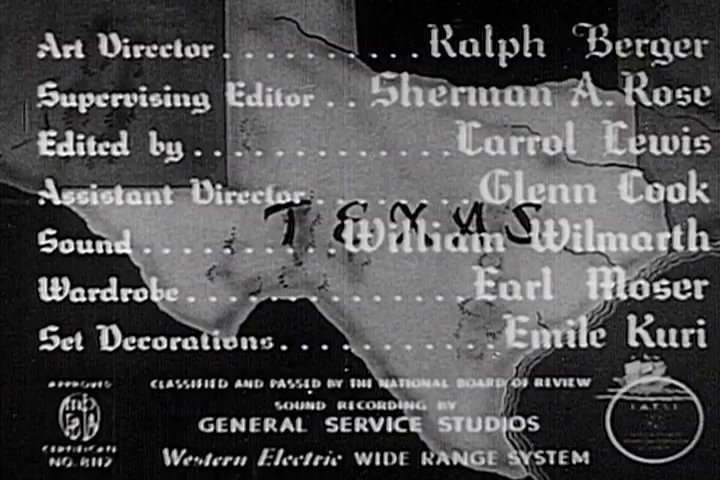 Art Director.........Ralph Berger
Supervising Editor..Sherman A. Rose
Edited by..............Carrol Lewis
Assistant Director.........Glenn Cook
TEXAS
Sound..........William Wilmarth
Wardrobe...............Earl Moser
Set Decorations............Emile Kuri
APPROVED
CLASSIFIED AND PASSED BY THE NATIONAL BOARD OF REVIEW
SOUND RECORDING BY
GENERAL SERVICE STUDIOS
CERTIFICATE
NO. 8112
Western Electric WIDE RANGE SYSTEM